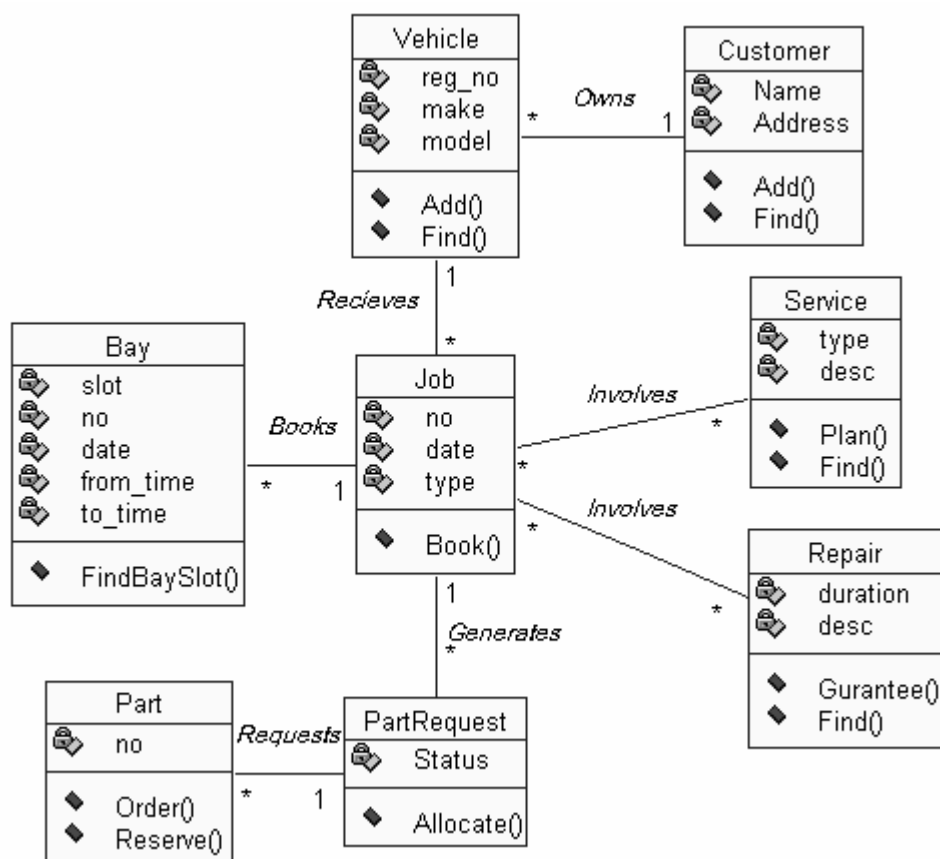 Vehicle
reg_no
make
model
Add()
Find()
Customer
Name
Address
Add()
Find()
Owns
*
1
1
Recieves
*
Service
type
desc
Plan()
Find()
Bay
slot
no
date
from_time
to_time
FindBaySlot()
Books
*
1
Job
no
date
type
Book()
Involves
*
*
Involves
*
*
Repair
duration
desc
Gurantee()
Find()
1
Generates
*
Part
no
Order()
Reserve()
Requests
*
1
PartRequest
Status
Allocate()